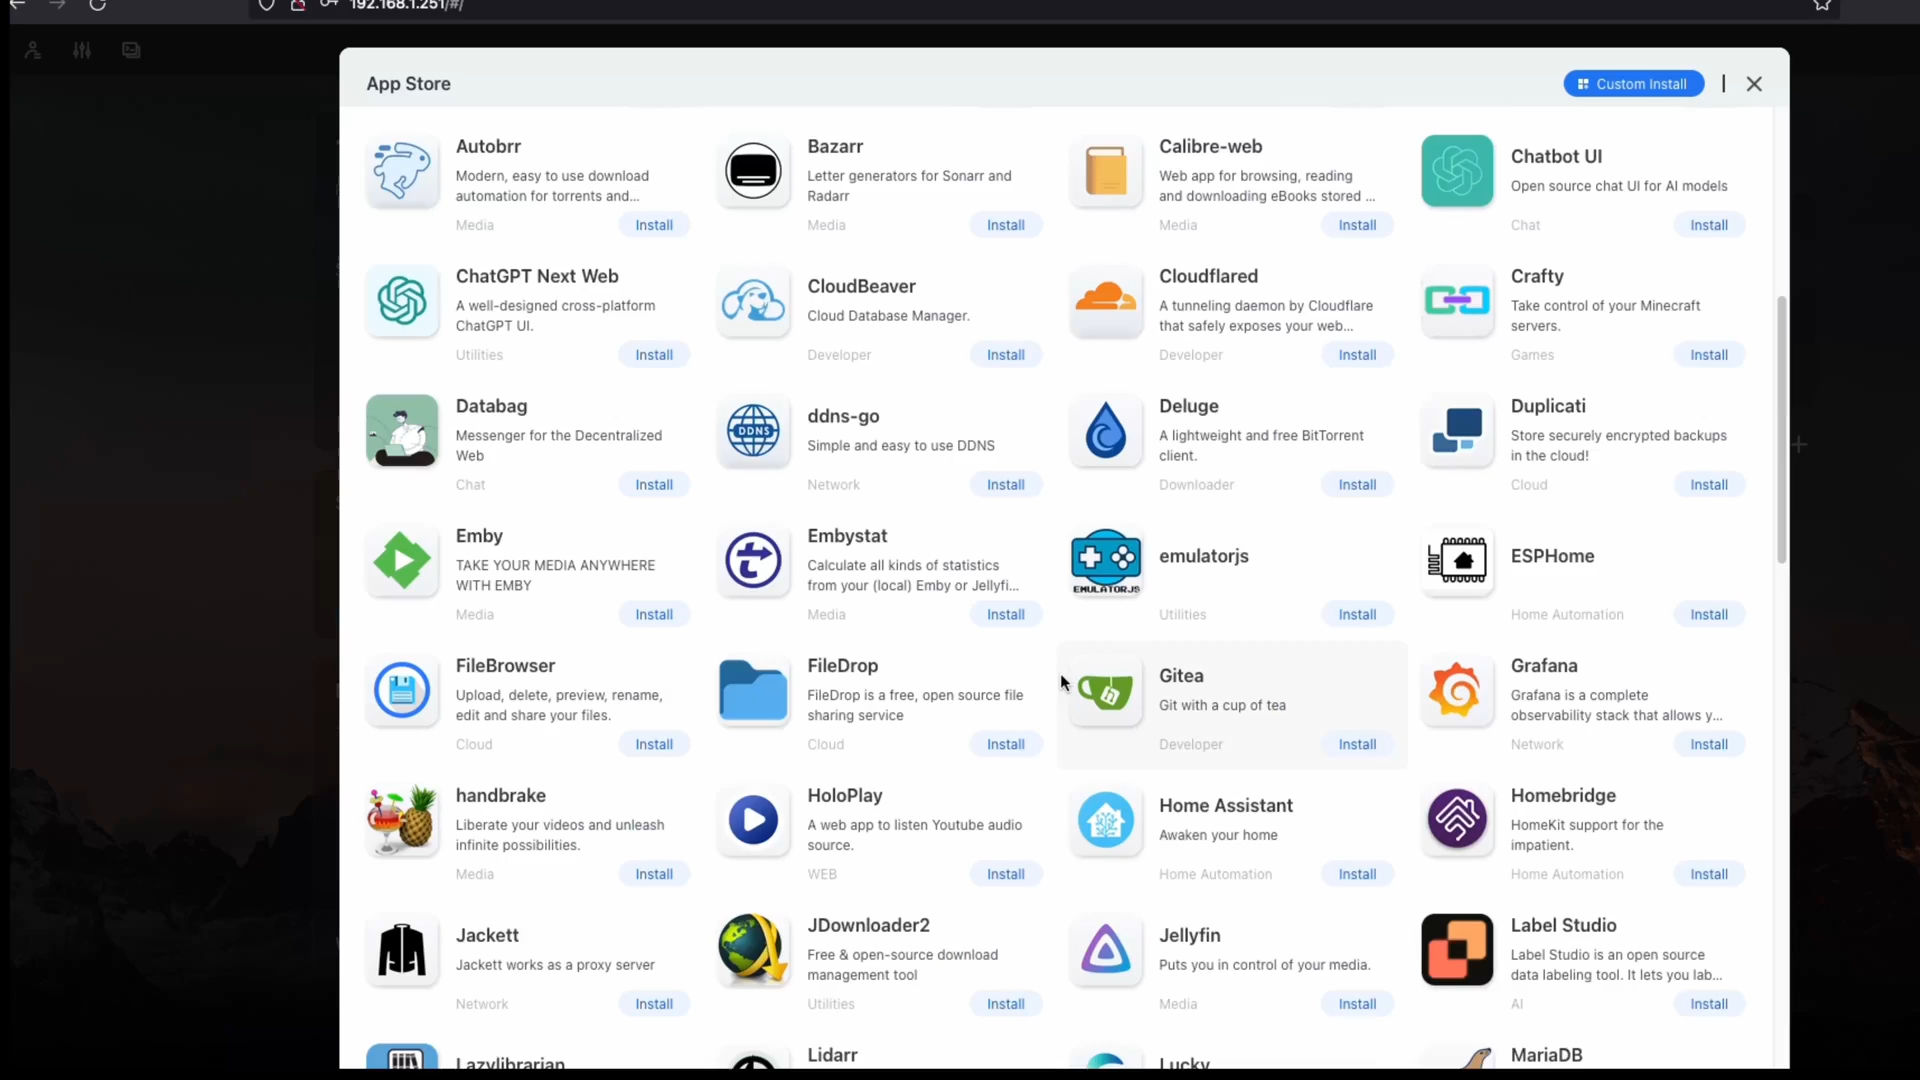 192.168.1.251/#/
App Store
Custom Install
Autobrr
Modern, easy to use download
automation for torrents and...
Media
Install
Bazarr
Letter generators for Sonarr and
Radarr
Media
Install
Calibre-web
Web app for browsing, reading
and downloading eBooks stored ...
Media
Install
Chatbot UI
Open source chat UI for AI models
Chat
Install
ChatGPT Next Web
A well-designed cross-platform
ChatGPT UI.
Utilities
Install
CloudBeaver
Cloud Database Manager.
Developer
Install
Cloudflared
A tunneling daemon by Cloudflare
that safely exposes your web...
Developer
Install
Crafty
Take control of your Minecraft
servers.
Games
Install
Databag
Messenger for the Decentralized
Web
Chat
Install
DDNS
ddns-go
Simple and easy to use DDNS
Network
Install
Deluge
A lightweight and free BitTorrent
client.
Downloader
Install
Duplicati
Store securely encrypted backups
in the cloud!
Cloud
Install
Emby
TAKE YOUR MEDIA ANYWHERE
WITH EMBY
Media
Install
Embystat
Calculate all kinds of statistics
from your (local) Emby or Jellyfi...
Media
Install
EMULATORJS
emulatorjs
Utilities
Install
ESPHome
Home Automation
Install
FileBrowser
Upload, delete, preview, rename,
edit and share your files.
Cloud
Install
FileDrop
FileDrop is a free, open source file
sharing service
Cloud
Install
Gitea
Git with a cup of tea
Developer
Install
Grafana
Grafana is a complete
observability stack that allows y...
Network
Install
handbrake
Liberate your videos and unleash
infinite possibilities.
Media
Install
HoloPlay
A web app to listen Youtube audio
source.
WEB
Install
Home Assistant
Awaken your home
Home Automation
Install
Homebridge
HomeKit support for the
impatient.
Home Automation
Install
Jackett
Jackett works as a proxy server
Network
Install
JDownloader2
Free & open-source download
management tool
Utilities
Install
Jellyfin
Puts you in control of your media.
Media
Install
Label Studio
Label Studio is an open source
data labeling tool. It lets you lab...
AI
Install
Lazylibrarian
Lidarr
Lucky
MariaDB